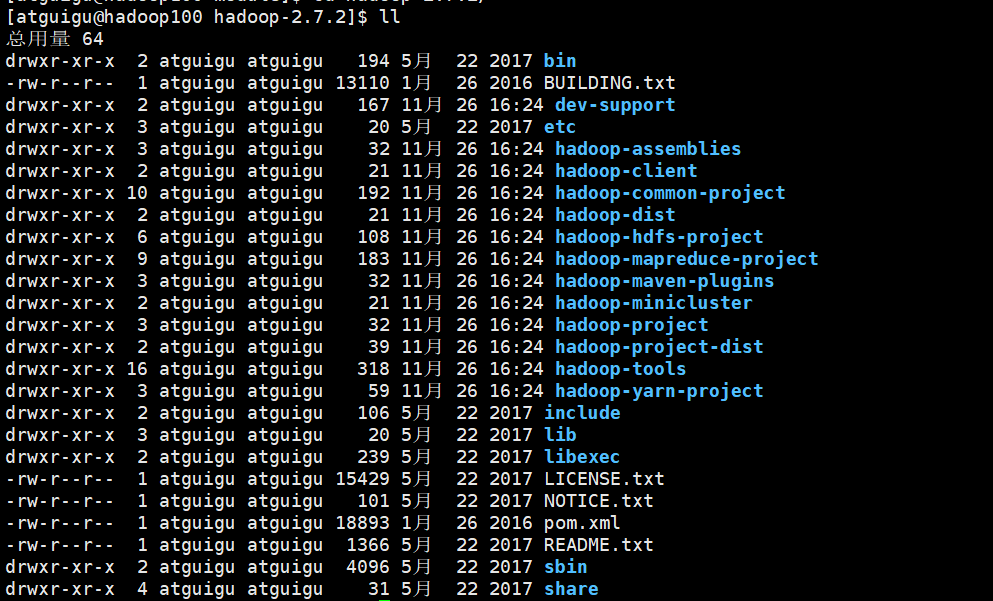 [atguigu@hadoop100 hadoop-2.7.2]$ ll
总用量 64
drwxr-xr-x  2 atguigu atguigu   194 5月  22 2017 bin
-rw-r--r--  1 atguigu atguigu 13110 1月  26 2016 BUILDING.txt
drwxr-xr-x  2 atguigu atguigu   167 11月 26 16:24 dev-support
drwxr-xr-x  3 atguigu atguigu    20 5月  22 2017 etc
drwxr-xr-x  3 atguigu atguigu    32 11月 26 16:24 hadoop-assemblies
drwxr-xr-x  2 atguigu atguigu    21 11月 26 16:24 hadoop-client
drwxr-xr-x 10 atguigu atguigu   192 11月 26 16:24 hadoop-common-project
drwxr-xr-x  2 atguigu atguigu    21 11月 26 16:24 hadoop-dist
drwxr-xr-x  6 atguigu atguigu   108 11月 26 16:24 hadoop-hdfs-project
drwxr-xr-x  9 atguigu atguigu   183 11月 26 16:24 hadoop-mapreduce-project
drwxr-xr-x  3 atguigu atguigu    32 11月 26 16:24 hadoop-maven-plugins
drwxr-xr-x  2 atguigu atguigu    21 11月 26 16:24 hadoop-minicluster
drwxr-xr-x  3 atguigu atguigu    32 11月 26 16:24 hadoop-project
drwxr-xr-x  2 atguigu atguigu    39 11月 26 16:24 hadoop-project-dist
drwxr-xr-x 16 atguigu atguigu   318 11月 26 16:24 hadoop-tools
drwxr-xr-x  3 atguigu atguigu    59 11月 26 16:24 hadoop-yarn-project
drwxr-xr-x  2 atguigu atguigu   106 5月  22 2017 include
drwxr-xr-x  3 atguigu atguigu    20 5月  22 2017 lib
drwxr-xr-x  2 atguigu atguigu   239 5月  22 2017 libexec
-rw-r--r--  1 atguigu atguigu 15429 5月  22 2017 LICENSE.txt
-rw-r--r--  1 atguigu atguigu   101 5月  22 2017 NOTICE.txt
-rw-r--r--  1 atguigu atguigu 18893 1月  26 2016 pom.xml
-rw-r--r--  1 atguigu atguigu  1366 5月  22 2017 README.txt
drwxr-xr-x  2 atguigu atguigu  4096 5月  22 2017 sbin
drwxr-xr-x  4 atguigu atguigu    31 5月  22 2017 share